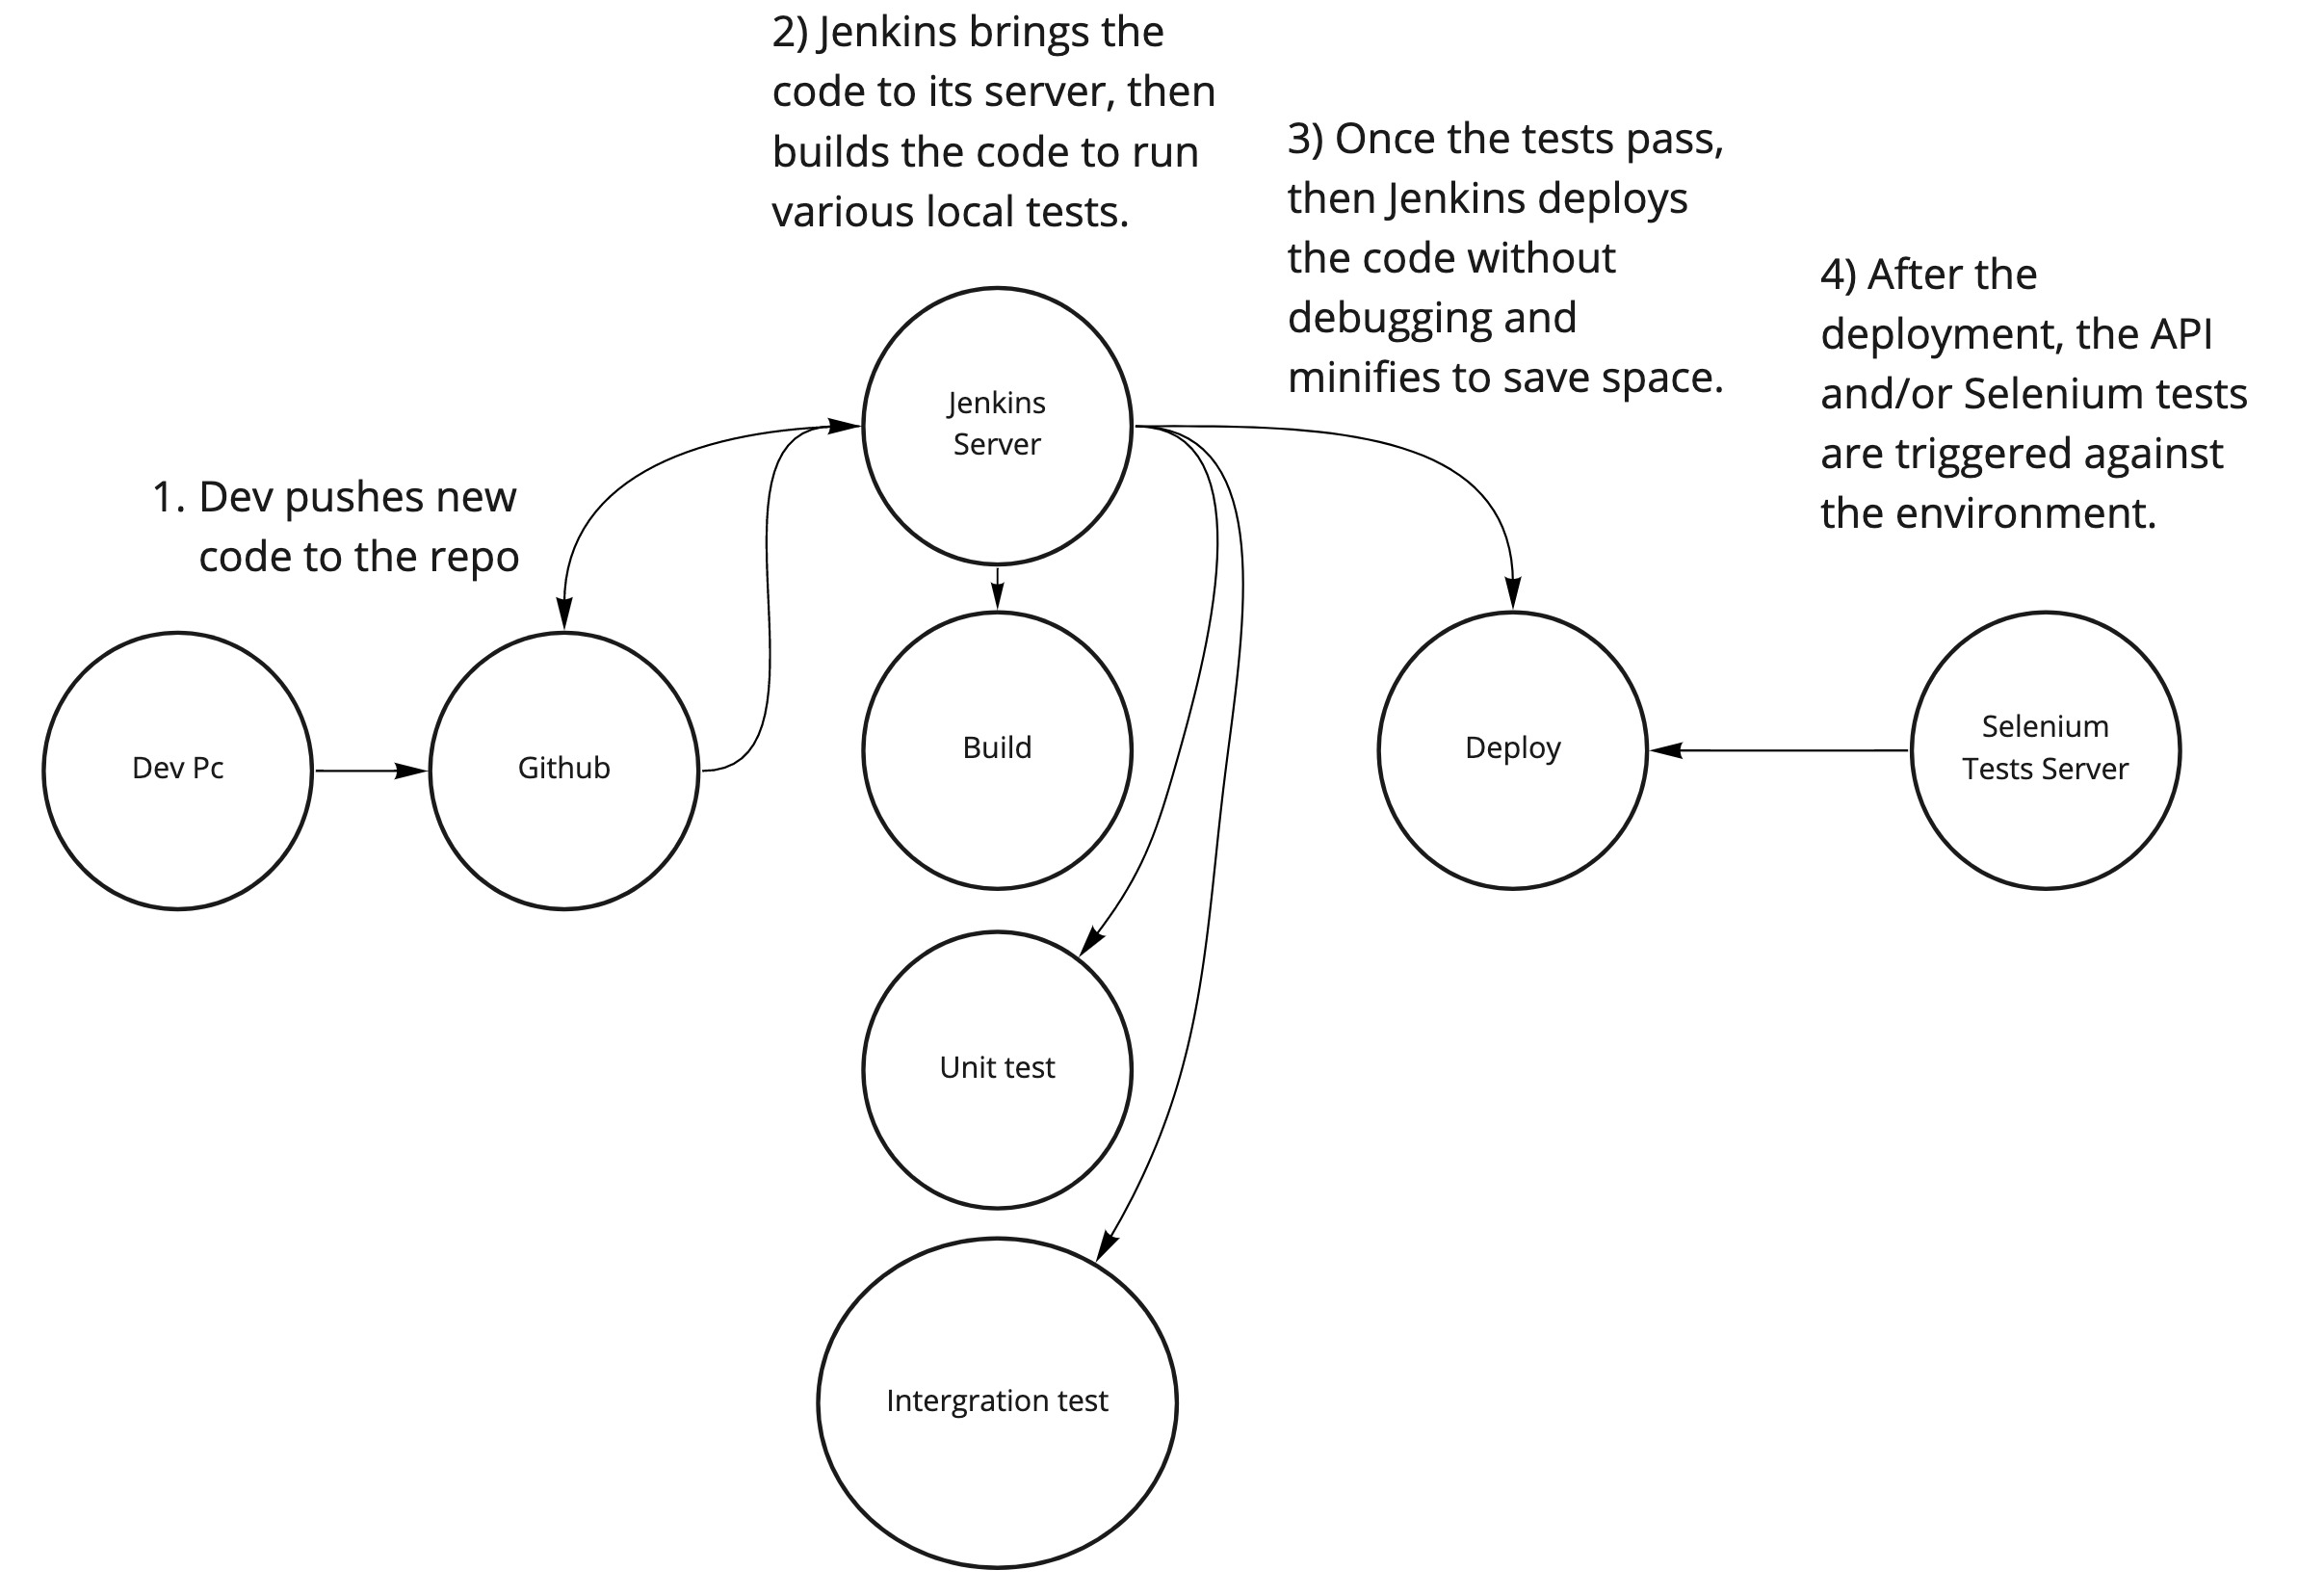 2) Jenkins brings the
code to its server, then
builds the code to run
various local tests.
3) Once the tests pass,
then Jenkins deploys
the code without
debugging and
minifies to save space.
4) After the
deployment, the API
and/or Selenium tests
are triggered against
the environment.
1. Dev pushes new
code to the repo
Jenkins
Server
Dev Pc
Github
Build
Deploy
Selenium
Tests Server
Unit test
Intergration test